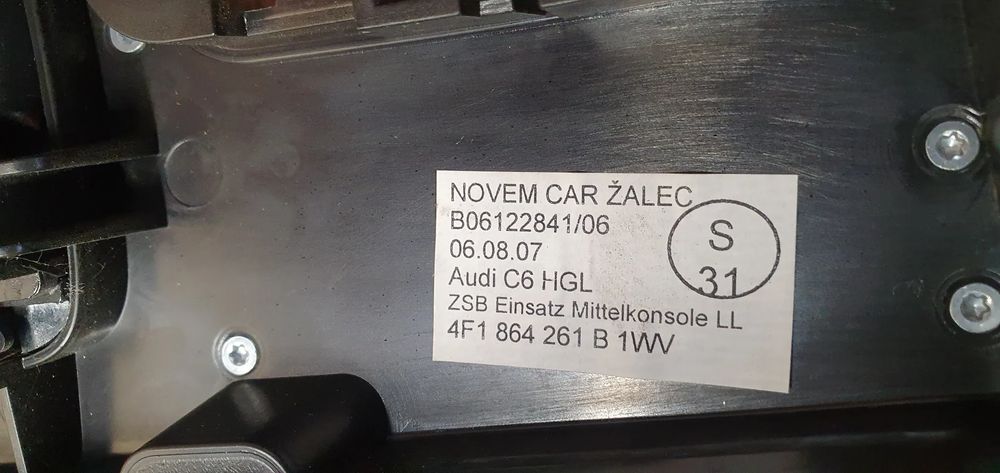 NOVEM CAR ŽALEC
B06122841/06
06.08.07
Audi C6 HGL
ZSB Einsatz Mittelkonsole LL
4F1 864 261 B 1WV
S
31